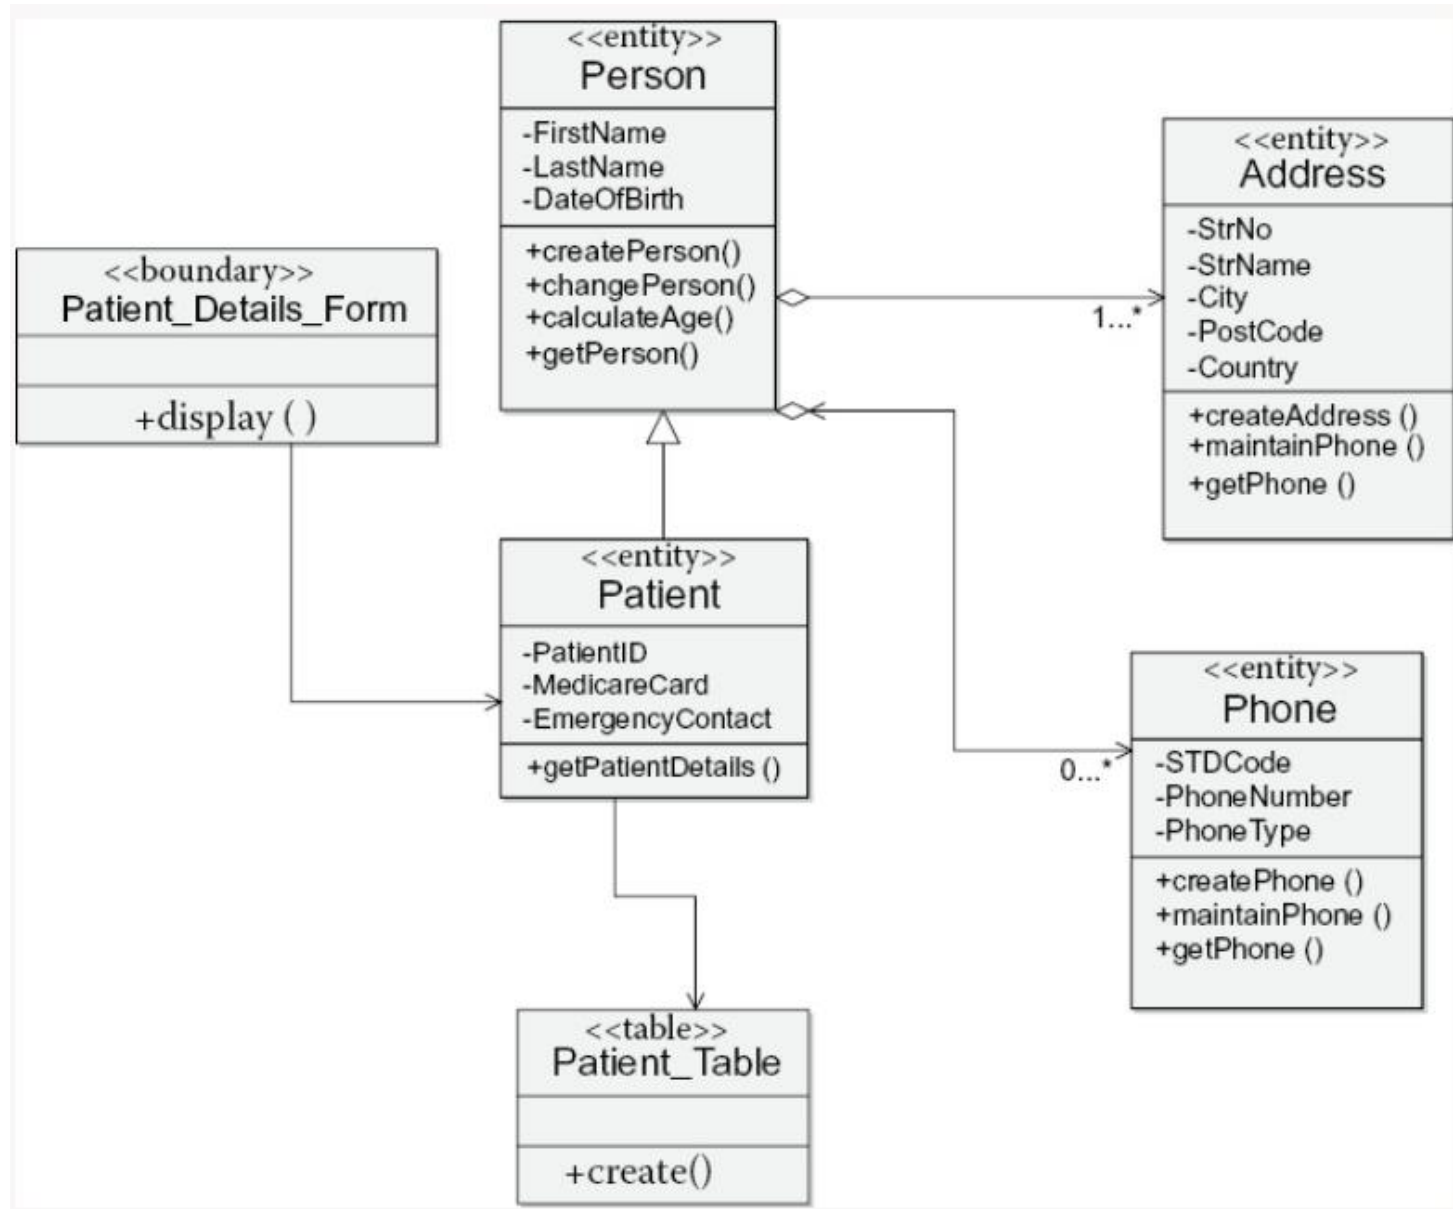 <<entity>>
Person
-FirstName
-LastName
-DateOfBirth
+createPerson()
+changePerson()
+calculateAge()
+getPerson()
<<entity>>
Address
-StrNo
-StrName
-City
-PostCode
-Country
+createAddress ()
+maintainPhone ()
+getPhone ()
1...*
<<boundary>>
Patient_Details_Form
+display ( )
<<entity>>
Patient
-PatientID
-MedicareCard
-EmergencyContact
+getPatientDetails ()
<<entity>>
Phone
-STDCode
-PhoneNumber
-PhoneType
+createPhone ()
+maintainPhone ()
+getPhone ()
0...*
<<table>>
Patient_Table
+create()